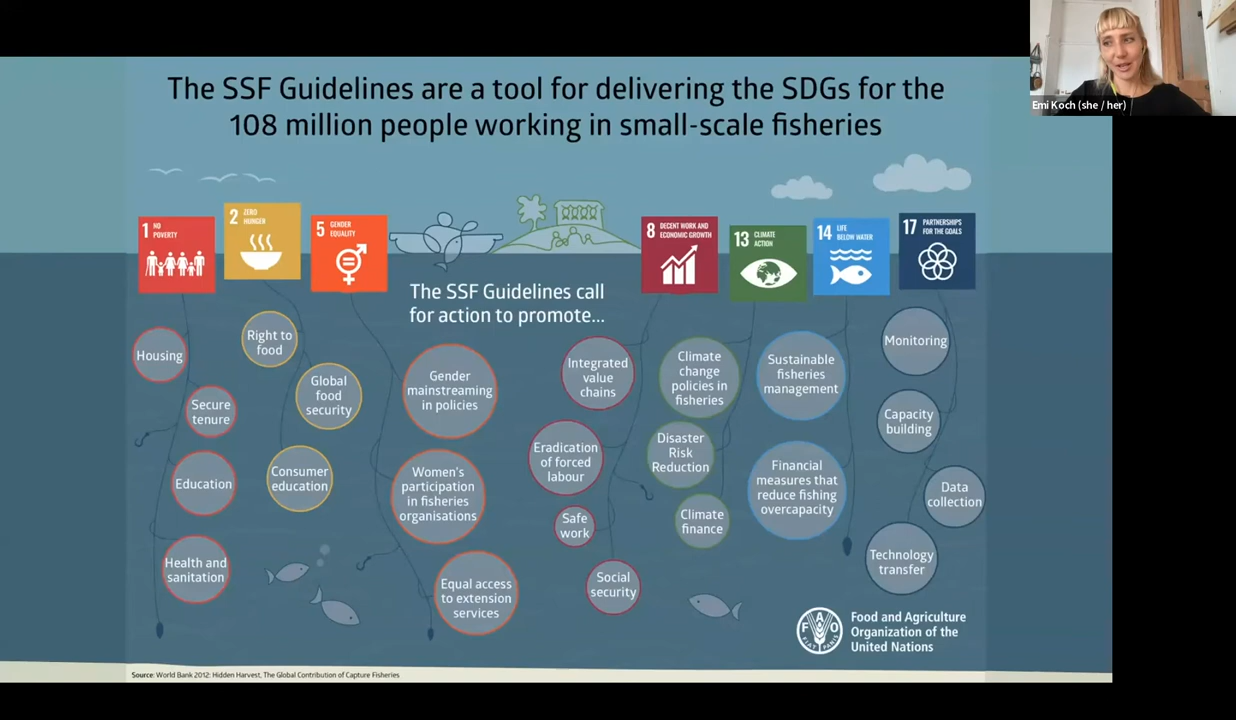 The SSF Guidelines are a tool for delivering the SDGs for the
108 million people working in small-scale fisheries
Emi Koch (she / her)
1 NO
POVERTY
2 ZERO
HUNGER
5 GENDER
EQUALITY
8 DECENT WORK AND
ECONOMIC GROWTH
13 CLIMATE
ACTION
14 LIFE
BELOW WATER
17 PARTNERSHIPS
FOR THE GOALS
The SSF Guidelines call
for action to promote...
Housing
Secure
tenure
Education
Health and
sanitation
Right to
food
Global
food
security
Consumer
education
Gender
mainstreaming
in policies
Women's
participation
in fisheries
organisations
Equal access
to extension
services
Integrated
value
chains
Eradication
of forced
labour
Safe
work
Social
security
Climate
change
policies in
fisheries
Disaster
Risk
Reduction
Climate
finance
Sustainable
fisheries
management
Financial
measures that
reduce fishing
overcapacity
Monitoring
Capacity
building
Data
collection
Technology
transfer
F A O
FIAT PANIS
Food and Agriculture
Organization of the
United Nations
Source: World Bank 2012: Hidden Harvest, The Global Contribution of Capture Fisheries